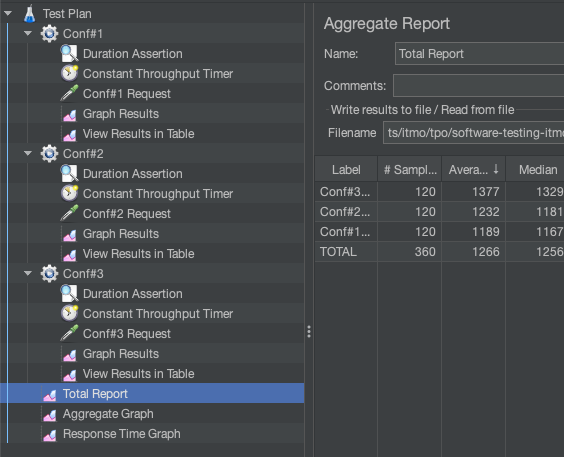 Test Plan
Conf#1
Duration Assertion
Constant Throughput Timer
Conf#1 Request
Graph Results
View Results in Table
Conf#2
Duration Assertion
Constant Throughput Timer
Conf#2 Request
Graph Results
View Results in Table
Conf#3
Duration Assertion
Constant Throughput Timer
Conf#3 Request
Graph Results
View Results in Table
Total Report
Aggregate Graph
Response Time Graph
Aggregate Report
Name: Total Report
Comments:
Write results to file / Read from file
Filename ts/itmo/tpo/software-testing-itmo
Label # Sampl... Avera... ↓ Median
Conf#3... 120 1377 1329
Conf#2... 120 1232 1181
Conf#1... 120 1189 1167
TOTAL 360 1266 1256